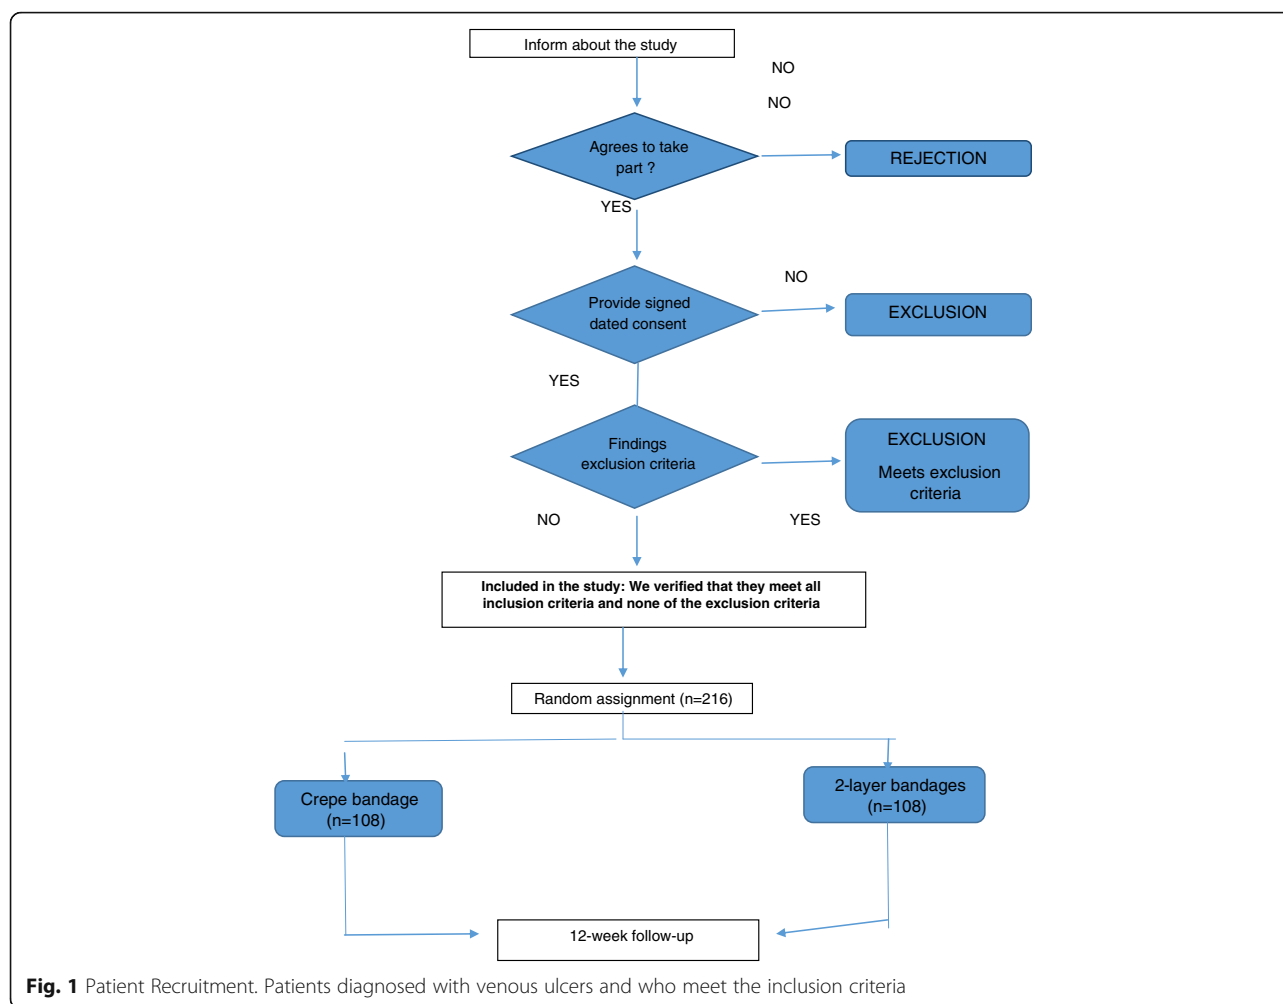 Inform about the study
NO
NO
Agrees to take
part ?
REJECTION
YES
NO
Provide signed
dated consent
EXCLUSION
YES
Findings
exclusion criteria
EXCLUSION
Meets exclusion
criteria
NO
YES
Included in the study: We verified that they meet all
inclusion criteria and none of the exclusion criteria
Random assignment (n=216)
Crepe bandage
(n=108)
2-layer bandages
(n=108)
12-week follow-up
Fig. 1 Patient Recruitment. Patients diagnosed with venous ulcers and who meet the inclusion criteria